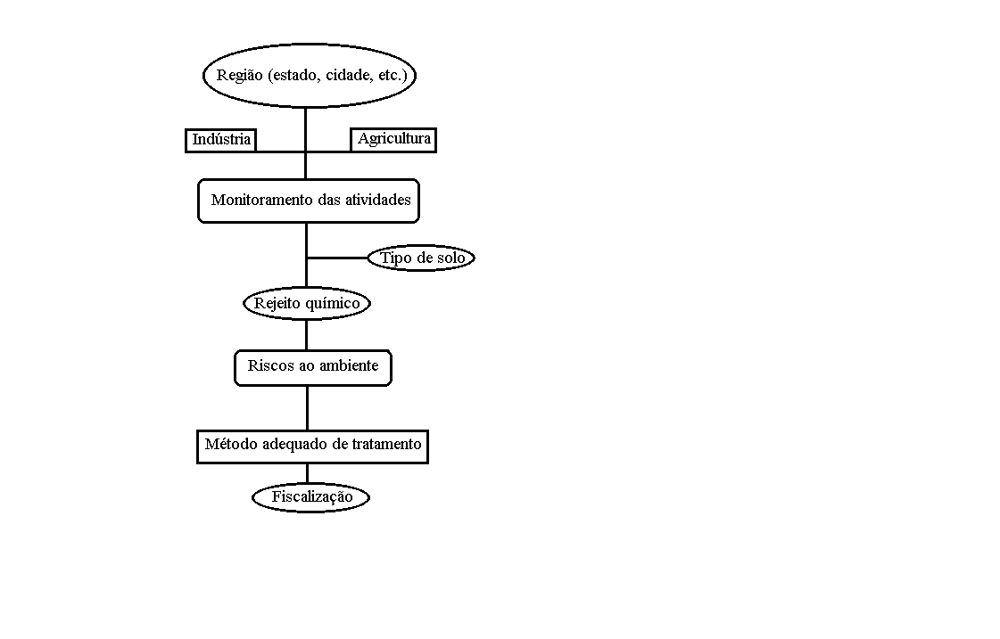 Região (estado, cidade, etc.)
Indústria
Agricultura
Monitoramento das atividades
Tipo de solo
Rejeito químico
Riscos ao ambiente
Método adequado de tratamento
Fiscalização